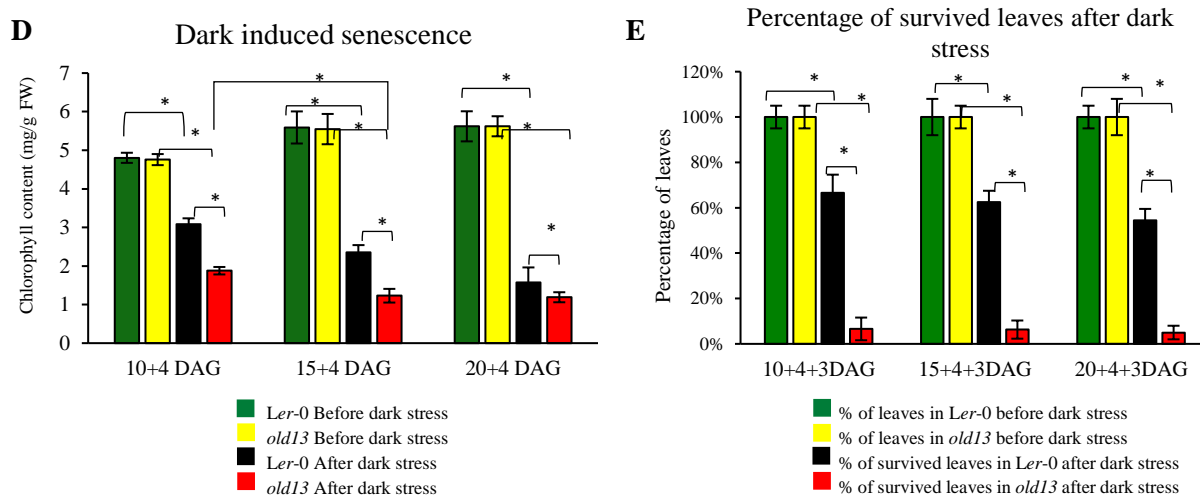 D
Dark induced senescence
Chlorophyll content (mg/g FW)
7
6
5
4
3
2
1
0
* * * * * * * * * *
10+4 DAG 15+4 DAG 20+4 DAG
Ler-0 Before dark stress
old13 Before dark stress
Ler-0 After dark stress
old13 After dark stress
E
Percentage of survived leaves after dark
stress
Percentage of leaves
100%
80%
60%
40%
20%
0%
* * * * * * * * *
10+4+3DAG 15+4+3DAG 20+4+3DAG
% of leaves in Ler-0 before dark stress
% of leaves in old13 before dark stress
% of survived leaves in Ler-0 after dark stress
% of survived leaves in old13 after dark stress